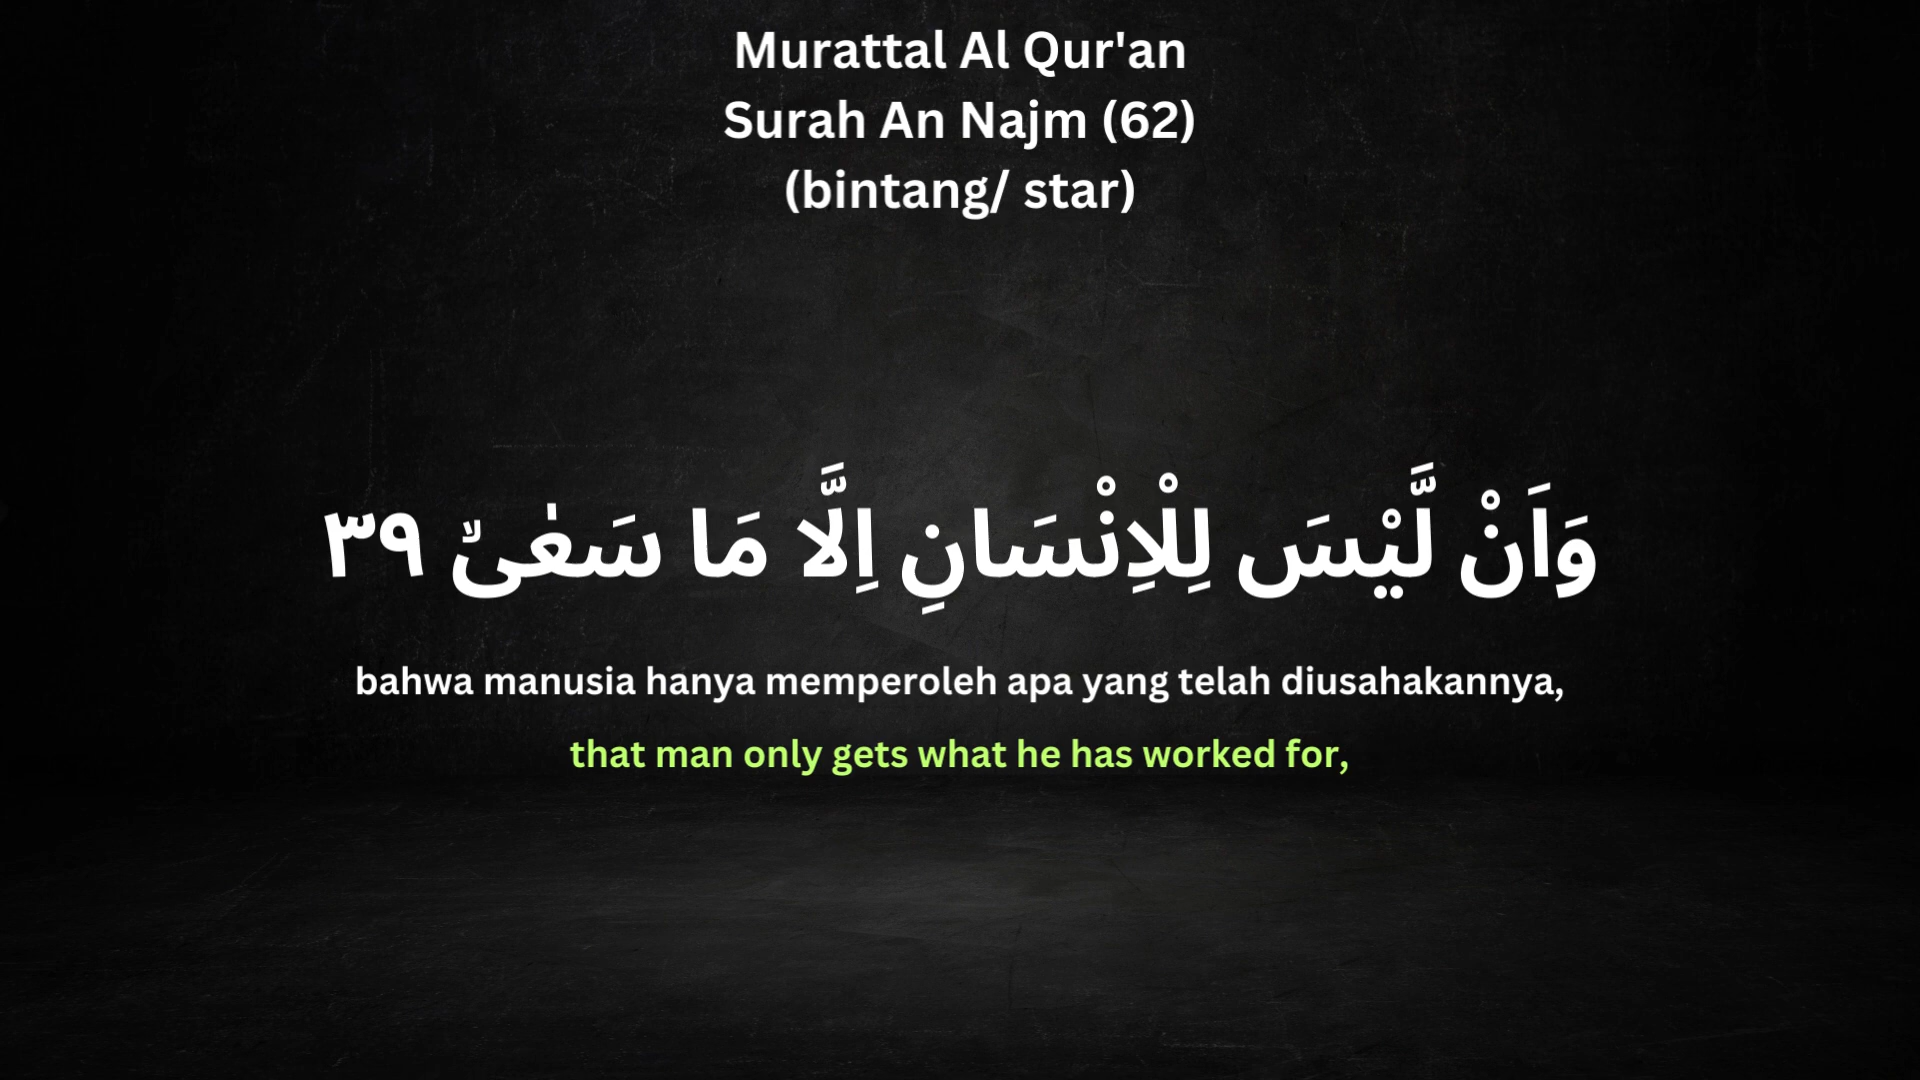 Murattal Al Qur'an
Surah An Najm (62)
(bintang/ star)
وَاَنْ لَّيْسَ لِلْاِنْسَانِ اِلَّا مَا سَعٰىۙ ٣٩
bahwa manusia hanya memperoleh apa yang telah diusahakannya,
that man only gets what he has worked for,